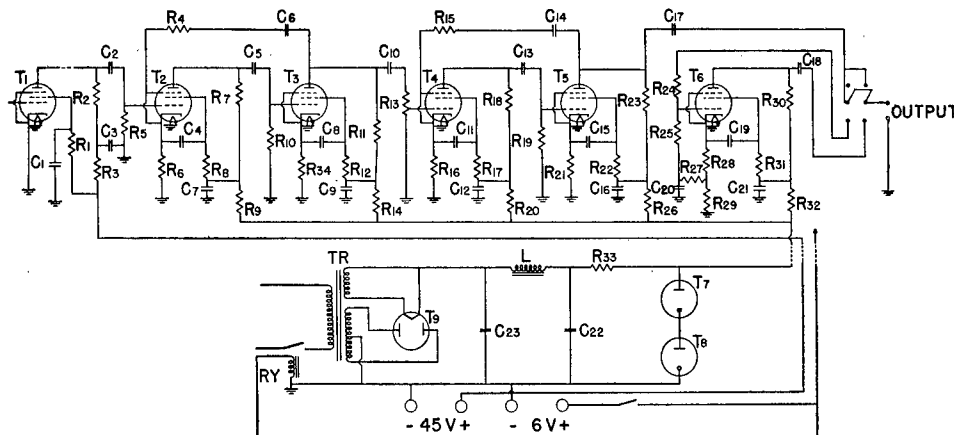 R4 C6 R15 C14 C17
C2 C5 C10 C13 C18
T1 T2 T3 T4 T5 T6
R2 R7 R13 R18 R23 R24 R30
OUTPUT
C3 R5 C4 C8 R11 C11 C15 R25 C19
C1 R1 R10 R19
R3 R6 R8 R34 R12 R16 R17 R21 R22 R27 R28 R31
C7 C9 C12 C16 C20 R29 C21
R9 R14 R20 R26 R32
TR L R33 T7
T9
C23 C22 T8
RY
- 45V+ - 6V+